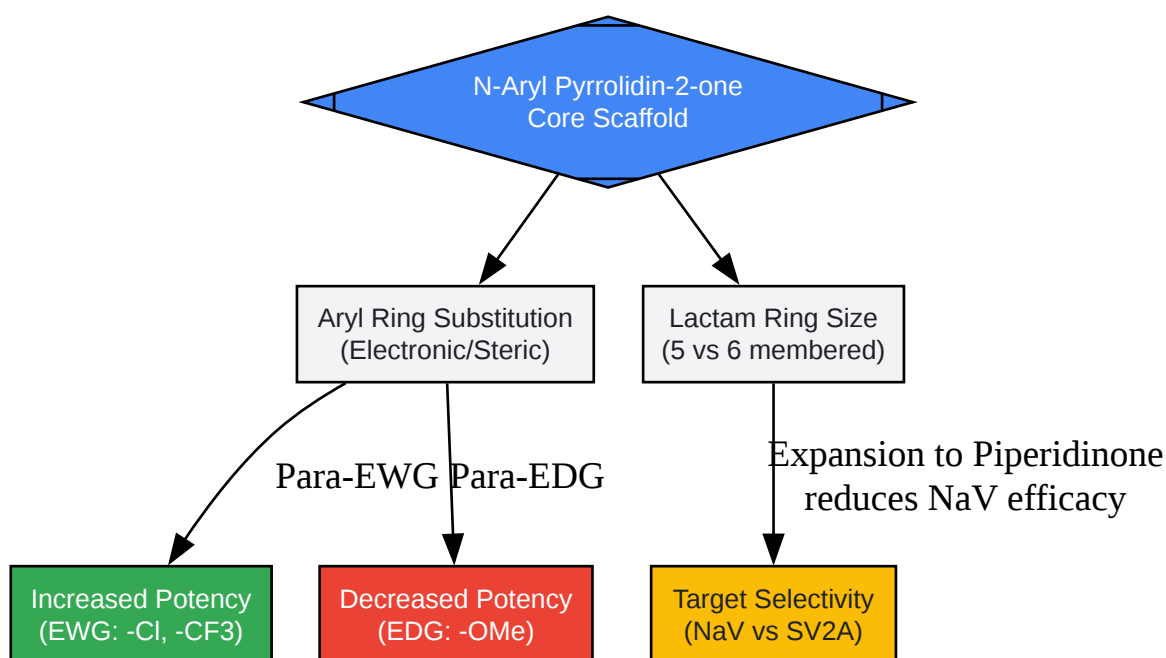 N-Aryl Pyrrolidin-2-one
Core Scaffold
Aryl Ring Substitution
(Electronic/Steric)
Lactam Ring Size
(5 vs 6 membered)
Para-EWG
Para-EDG
Expansion to Piperidinone
reduces NaV efficacy
Increased Potency
(EWG: -Cl, -CF3)
Decreased Potency
(EDG: -OMe)
Target Selectivity
(NaV vs SV2A)